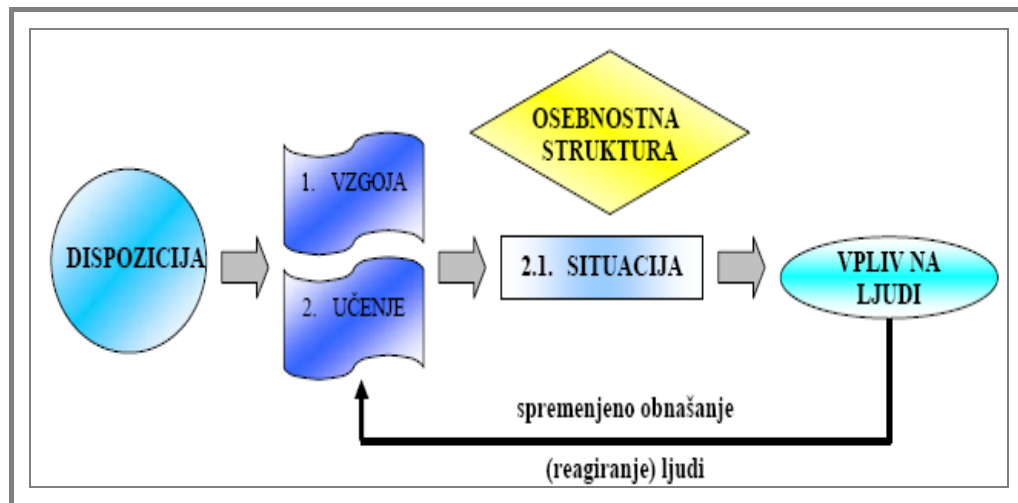 OSEBNOSTNA
STRUKTURA
DISPOZICIJA
1. VZGOJA
2. UČENJE
2.1. SITUACIJA
VPLIV NA
LJUDI
spremenjeno obnašanje
(reagiranje) ljudi